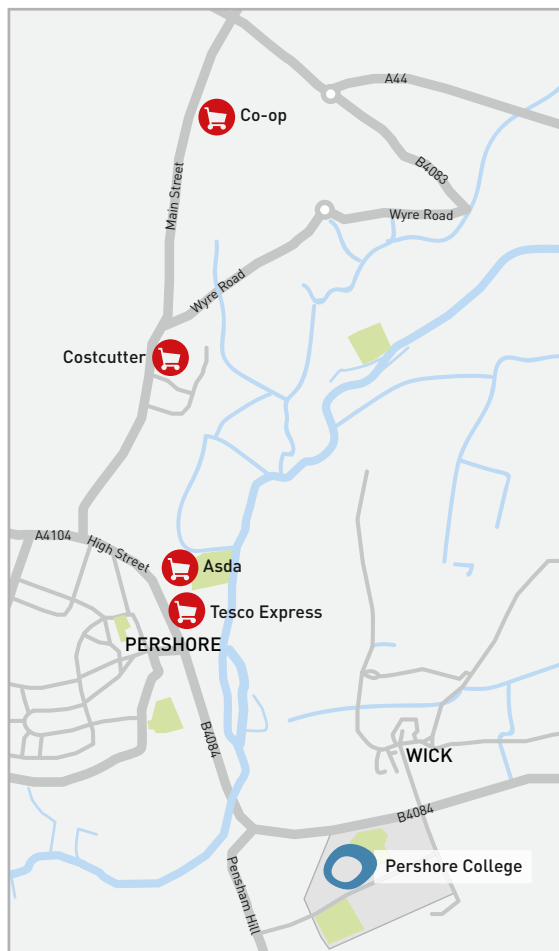 A44
Co-op
B4083
Main Street
Wyre Road
Wyre Road
Costcutter
A4104
High Street
Asda
Tesco Express
PERSHORE
B4084
WICK
B4084
Pensham Hill
Pershore College